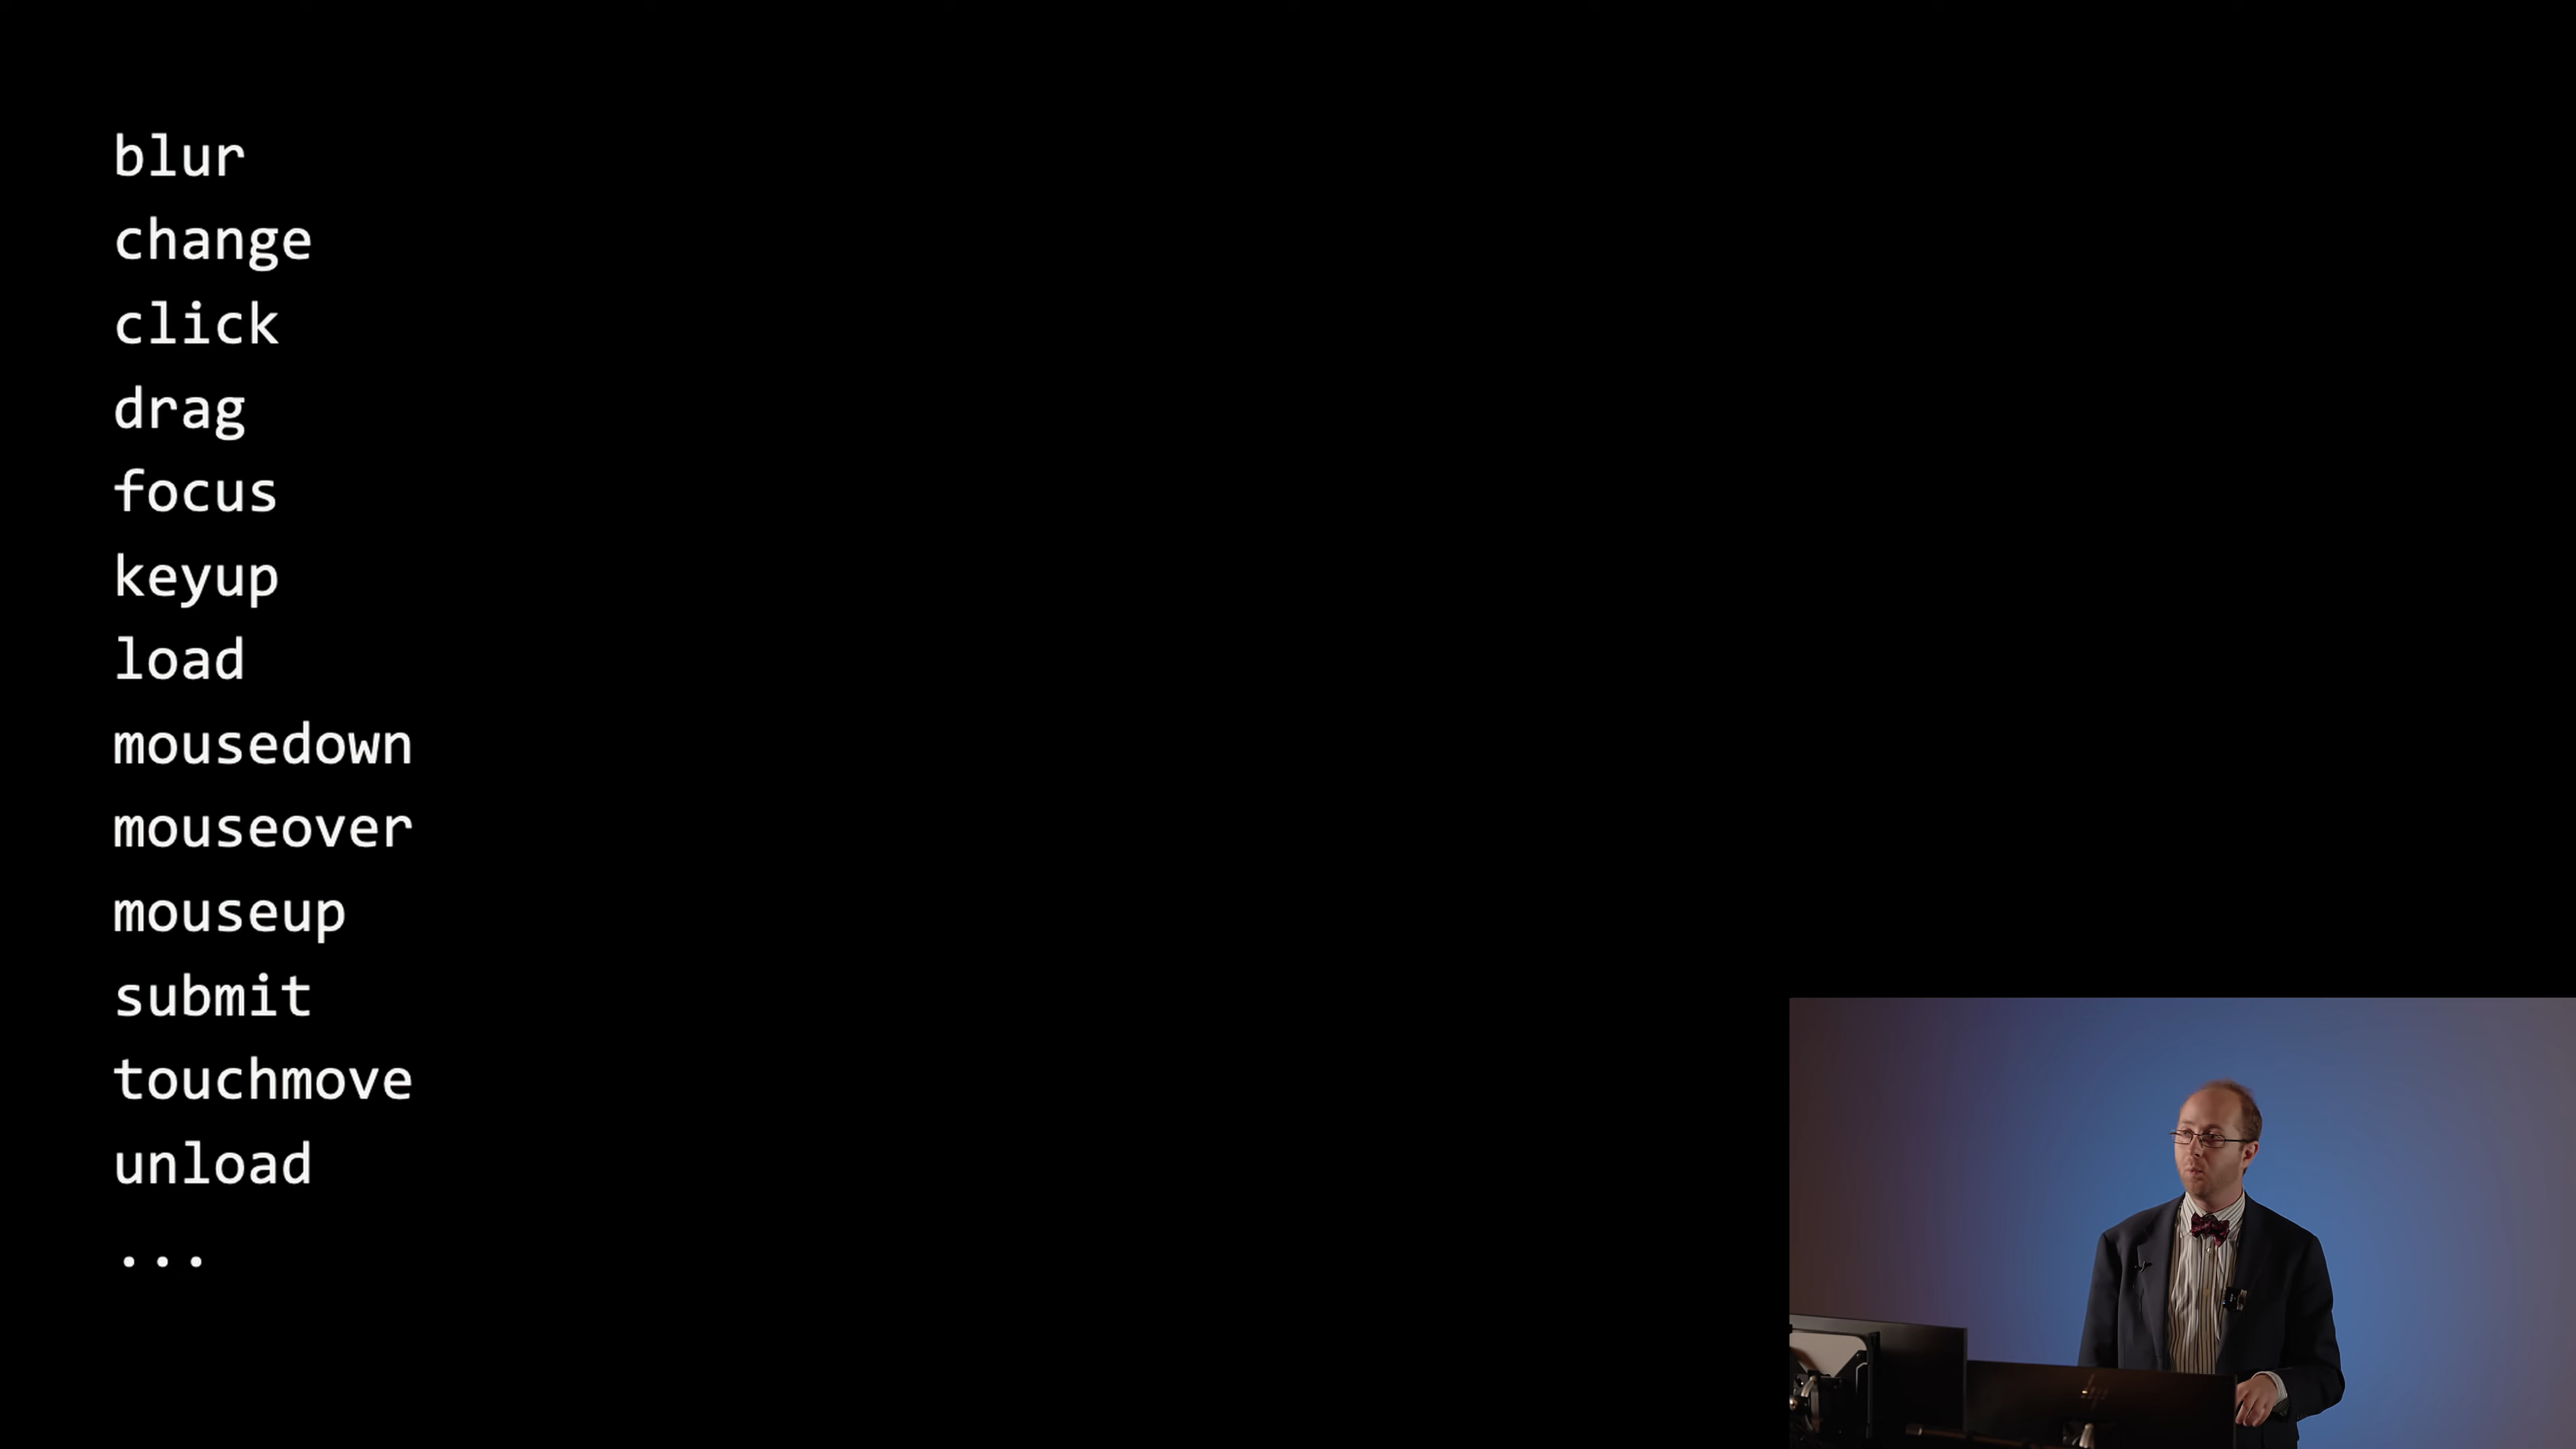 blur
change
click
drag
focus
keyup
load
mousedown
mouseover
mouseup
submit
touchmove
unload
...